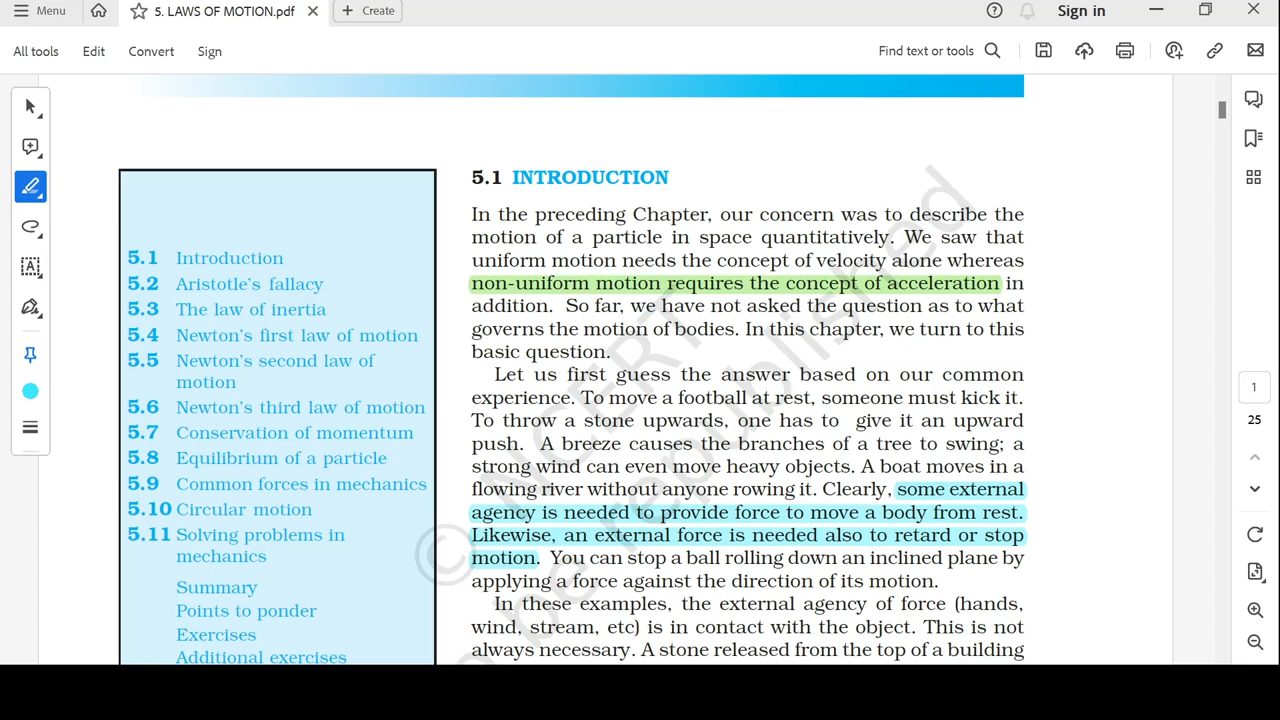 Menu
5. LAWS OF MOTION.pdf
Create
Sign in
All tools
Edit
Convert
Sign
Find text or tools
5.1 Introduction
5.2 Aristotle's fallacy
5.3 The law of inertia
5.4 Newton's first law of motion
5.5 Newton's second law of
motion
5.6 Newton's third law of motion
5.7 Conservation of momentum
5.8 Equilibrium of a particle
5.9 Common forces in mechanics
5.10 Circular motion
5.11 Solving problems in
mechanics
Summary
Points to ponder
Exercises
Additional exercises
5.1 INTRODUCTION
In the preceding Chapter, our concern was to describe the
motion of a particle in space quantitatively. We saw that
uniform motion needs the concept of velocity alone whereas
non-uniform motion requires the concept of acceleration in
addition. So far, we have not asked the question as to what
governs the motion of bodies. In this chapter, we turn to this
basic question.
Let us first guess the answer based on our common
experience. To move a football at rest, someone must kick it.
To throw a stone upwards, one has to give it an upward
push. A breeze causes the branches of a tree to swing; a
strong wind can even move heavy objects. A boat moves in a
flowing river without anyone rowing it. Clearly, some external
agency is needed to provide force to move a body from rest.
Likewise, an external force is needed also to retard or stop
motion. You can stop a ball rolling down an inclined plane by
applying a force against the direction of its motion.
In these examples, the external agency of force (hands,
wind, stream, etc) is in contact with the object. This is not
always necessary. A stone released from the top of a building
© NCERT
be republished
1
25